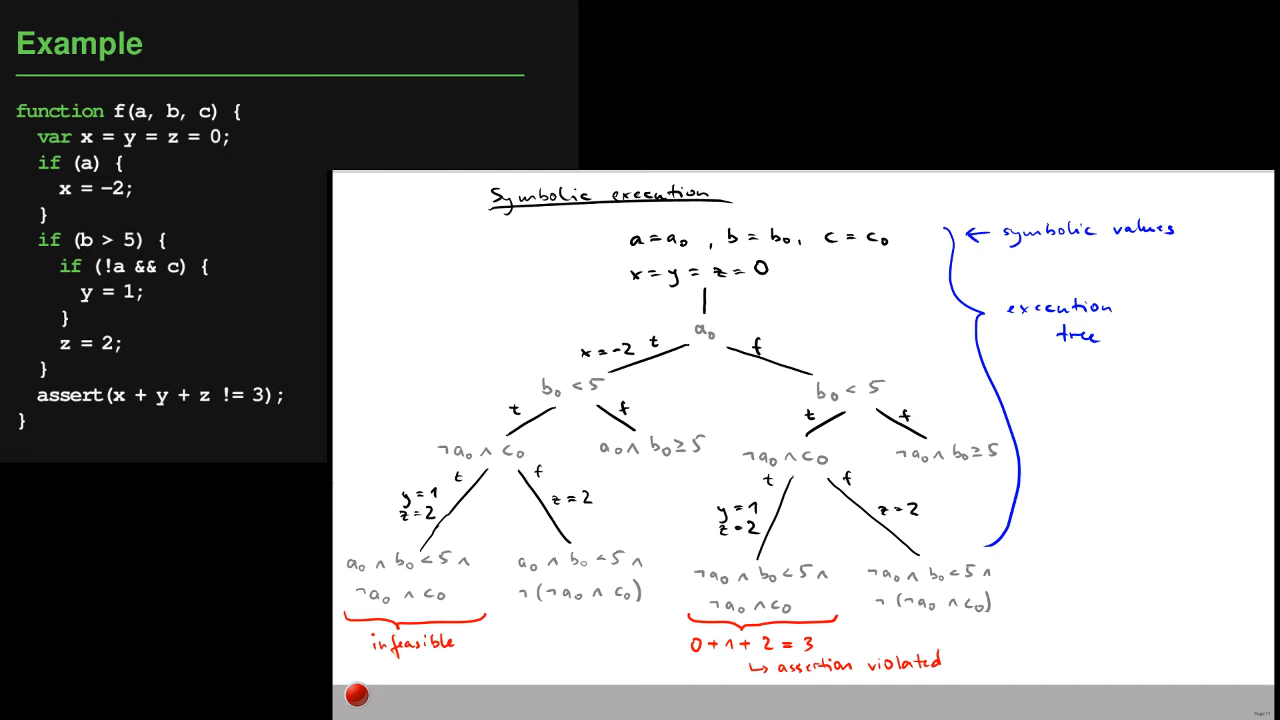 Example
function f(a, b, c) {
var x = y = z = 0;
if (a) {
x = -2;
}
if (b > 5) {
if (!a && c) {
y = 1;
}
z = 2;
}
assert(x + y + z != 3);
}
Symbolic execution
a = a₀ , b = b₀, c = c₀
← symbolic values
x = y = z = 0
execution
tree
a₀
x = -2 t
f
b₀ < 5
b₀ < 5
t
f
t
f
¬a₀ ∧ c₀
a₀ ∧ b₀ ≥ 5
¬a₀ ∧ c₀
¬a₀ ∧ b₀ ≥ 5
t
f
t
f
y = 1
z = 2
z = 2
y = 1
z = 2
z = 2
a₀ ∧ b₀ < 5 ∧
¬a₀ ∧ c₀
a₀ ∧ b₀ < 5 ∧
¬(¬a₀ ∧ c₀)
¬a₀ ∧ b₀ < 5 ∧
¬a₀ ∧ c₀
¬a₀ ∧ b₀ < 5 ∧
¬(¬a₀ ∧ c₀)
infeasible
0 + 1 + 2 = 3
↳ assertion violated
Page 11